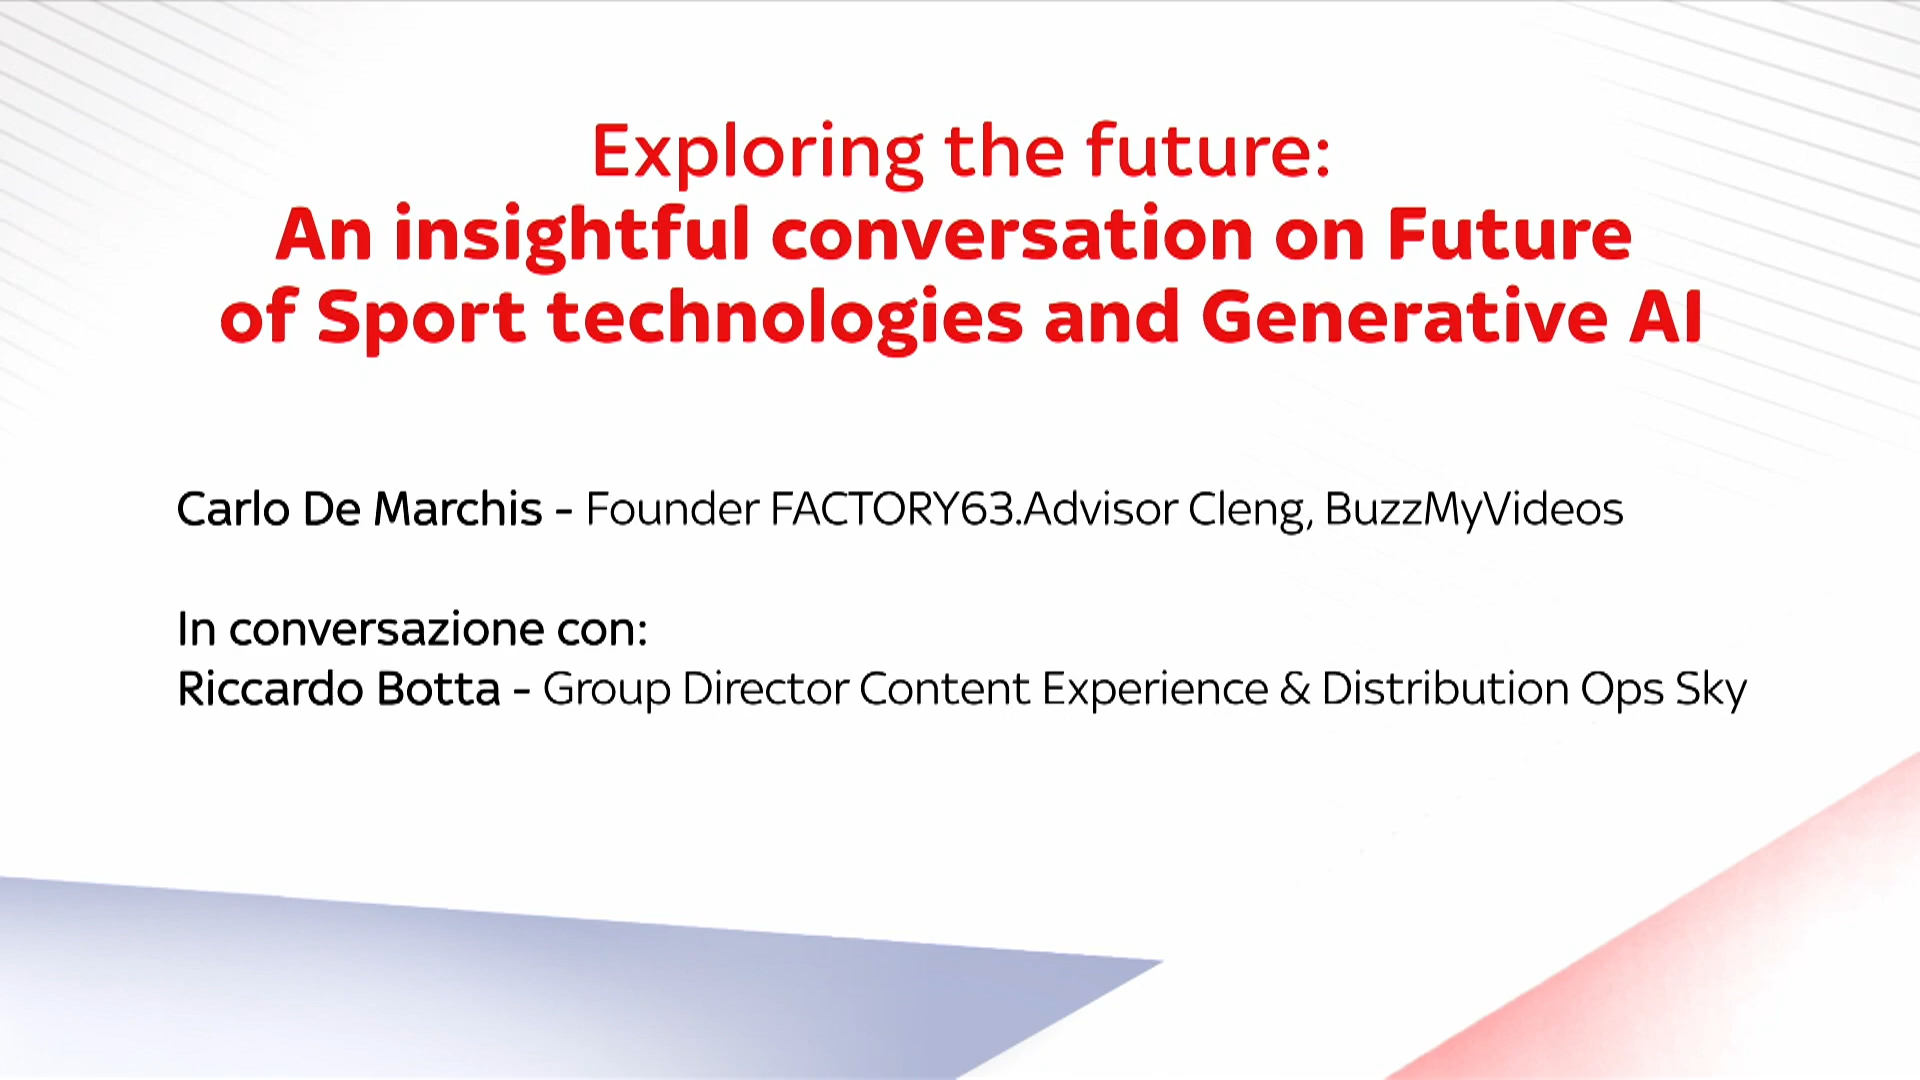 Exploring the future:
An insightful conversation on Future
of Sport technologies and Generative AI
Carlo De Marchis - Founder FACTORY63.Advisor Cleng, BuzzMyVideos
In conversazione con:
Riccardo Botta - Group Director Content Experience & Distribution Ops Sky